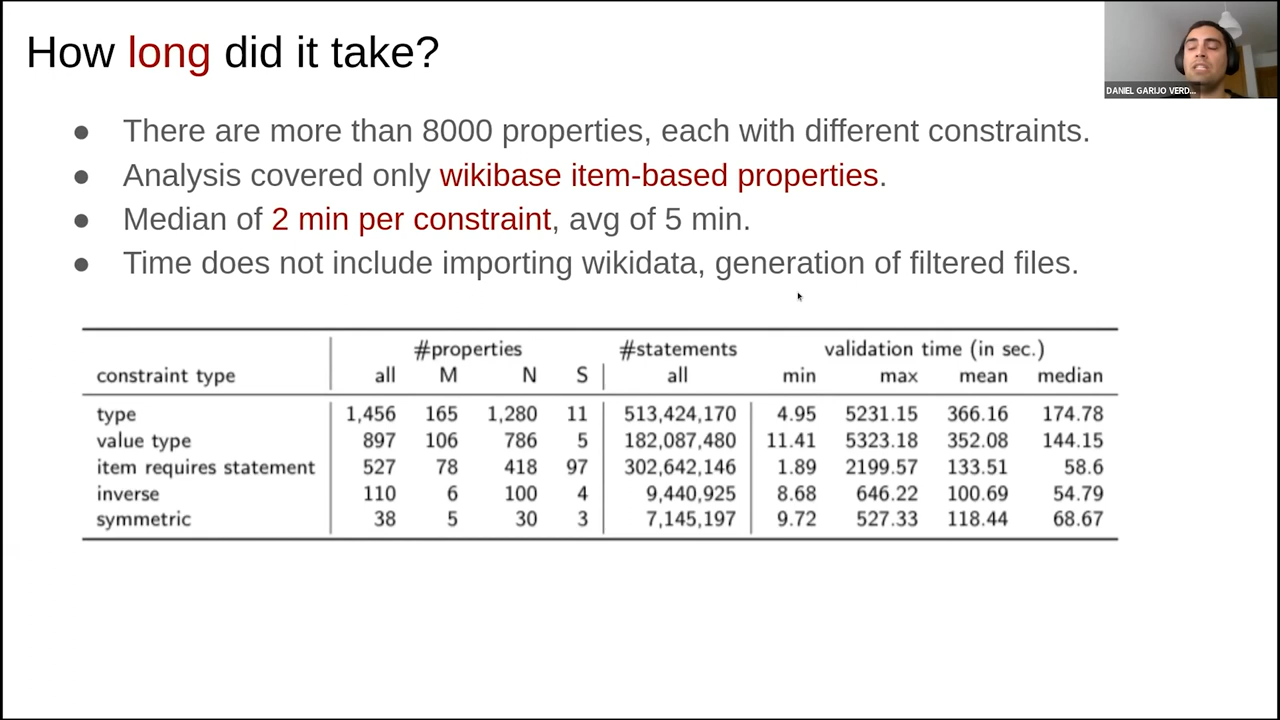 How long did it take?
DANIEL GARIJO VERD...
● There are more than 8000 properties, each with different constraints.
● Analysis covered only wikibase item-based properties.
● Median of 2 min per constraint, avg of 5 min.
● Time does not include importing wikidata, generation of filtered files.
#properties #statements validation time (in sec.)
constraint type all M N S all min max mean median
type 1,456 165 1,280 11 513,424,170 4.95 5231.15 366.16 174.78
value type 897 106 786 5 182,087,480 11.41 5323.18 352.08 144.15
item requires statement 527 78 418 97 302,642,146 1.89 2199.57 133.51 58.6
inverse 110 6 100 4 9,440,925 8.68 646.22 100.69 54.79
symmetric 38 5 30 3 7,145,197 9.72 527.33 118.44 68.67